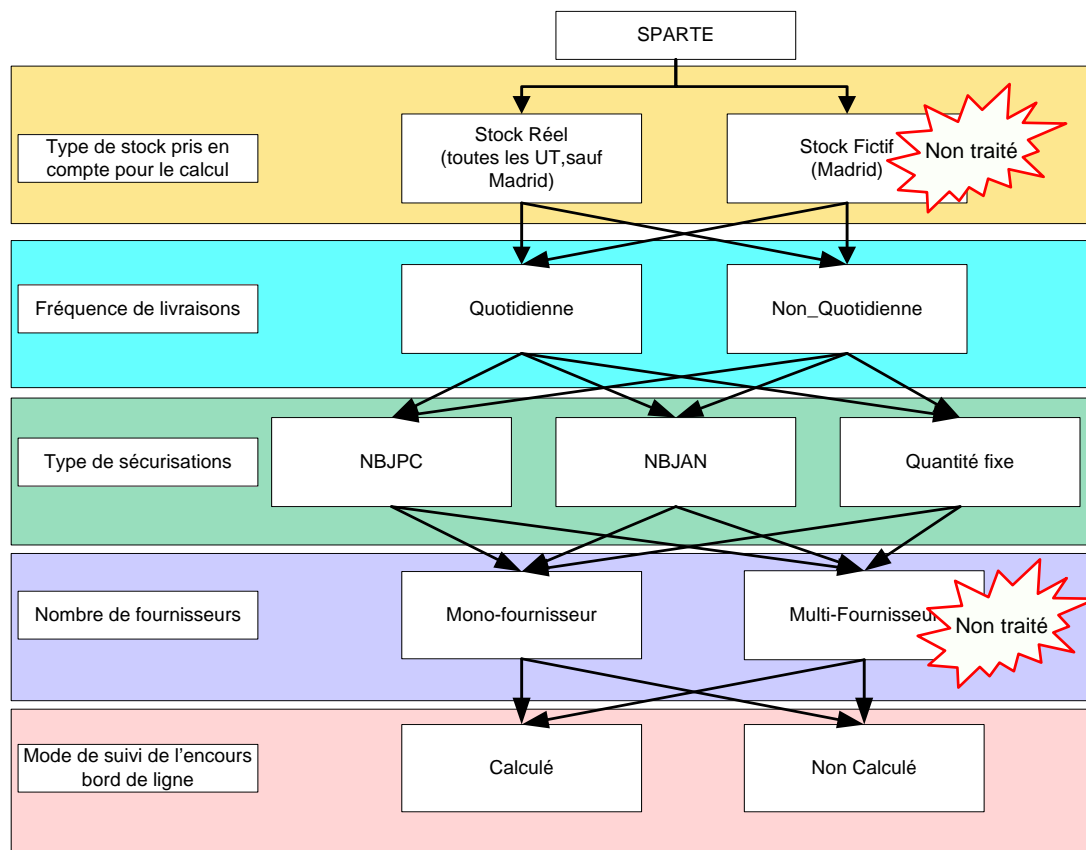 SPARTE
Type de stock pris en
compte pour le calcul
Stock Réel
(toutes les UT,sauf
Madrid)
Stock Fictif
(Madrid)
Non traité
Fréquence de livraisons
Quotidienne
Non_Quotidienne
Type de sécurisations
NBJPC
NBJAN
Quantité fixe
Nombre de fournisseurs
Mono-fournisseur
Multi-Fournisseur
Non traité
Mode de suivi de l'encours
bord de ligne
Calculé
Non Calculé